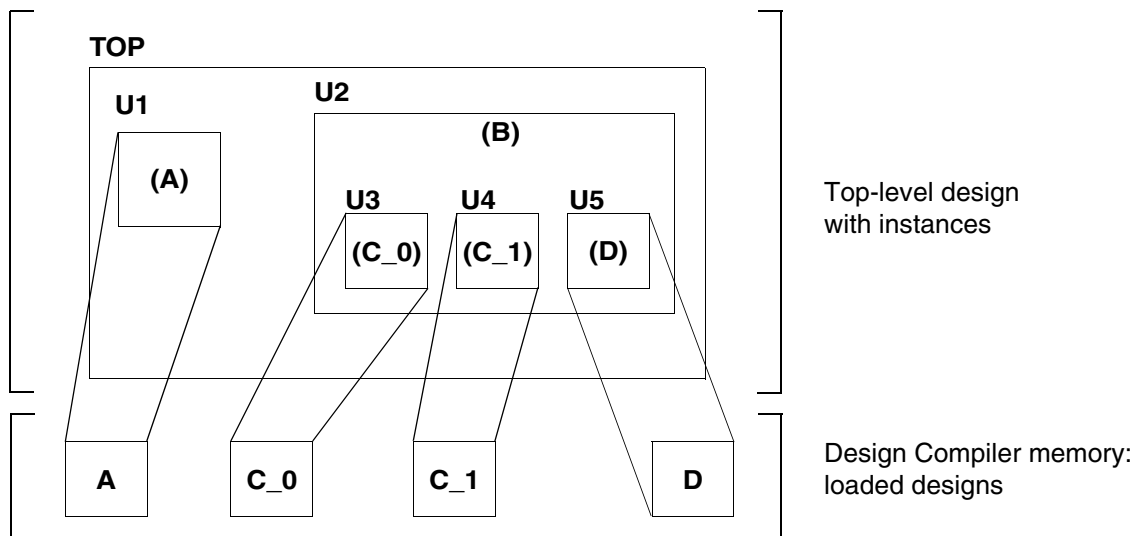 TOP
U1
U2
(B)
(A)
U3
U4
U5
(C_0)
(C_1)
(D)
Top-level design
with instances
A
C_0
C_1
D
Design Compiler memory:
loaded designs